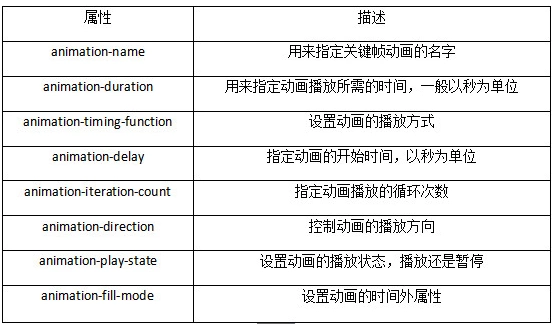 属性 描述
animation-name 用来指定关键帧动画的名字
animation-duration 用来指定动画播放所需的时间，一般以秒为单位
animation-timing-function 设置动画的播放方式
animation-delay 指定动画的开始时间，以秒为单位
animation-iteration-count 指定动画播放的循环次数
animation-direction 控制动画的播放方向
animation-play-state 设置动画的播放状态，播放还是暂停
animation-fill-mode 设置动画的时间外属性